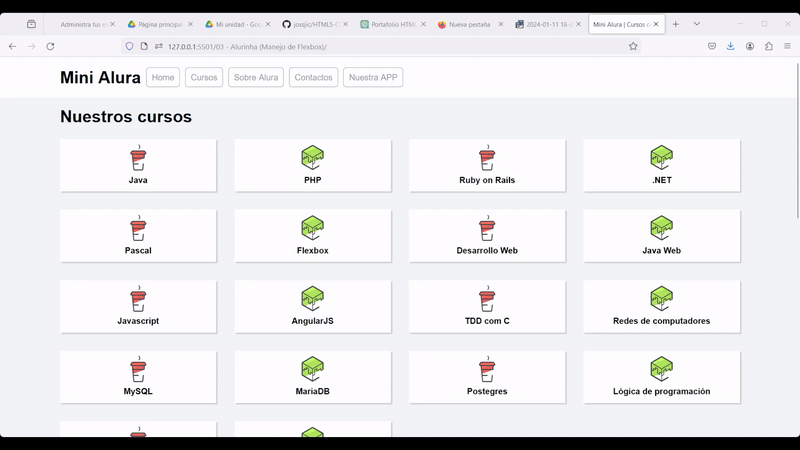 Administra tus e
Página principal
Mi unidad - Goo
jossjic/HTML5-C
Portafolio HTML
Nueva pestaña
2024-01-11 16-
Mini Alura | Cursos o
127.0.0.1:5501/03 - Alurinha (Manejo de Flexbox)/
Mini Alura
Home
Cursos
Sobre Alura
Contactos
Nuestra APP
Nuestros cursos
Java
PHP
Ruby on Rails
.NET
Pascal
Flexbox
Desarrollo Web
Java Web
Javascript
AngularJS
TDD com C
Redes de computadores
MySQL
MariaDB
Postegres
Lógica de programación